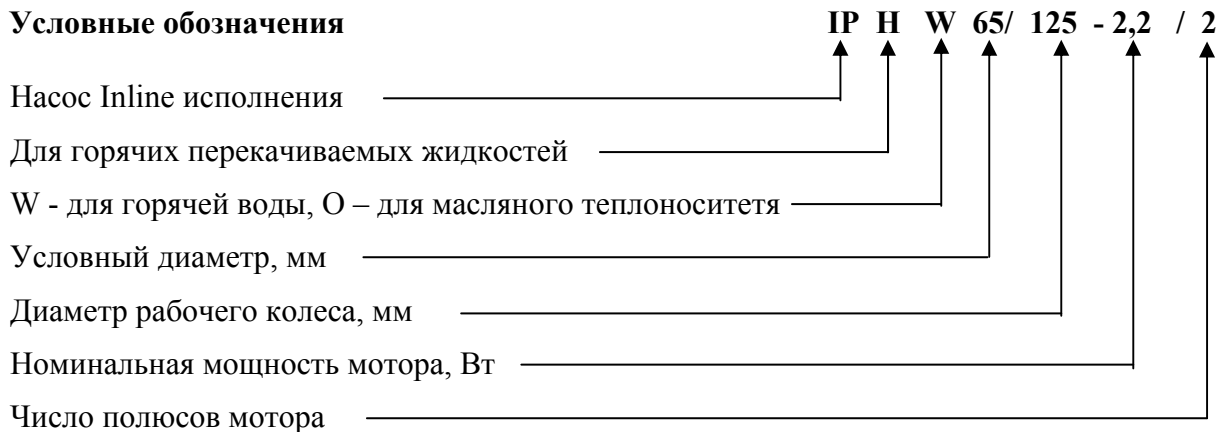 Условные обозначения IP H W 65/ 125 - 2,2 / 2
Насос Inline исполнения
Для горячих перекачиваемых жидкостей
W - для горячей воды, О – для масляного теплоноситетя
Условный диаметр, мм
Диаметр рабочего колеса, мм
Номинальная мощность мотора, Вт
Число полюсов мотора